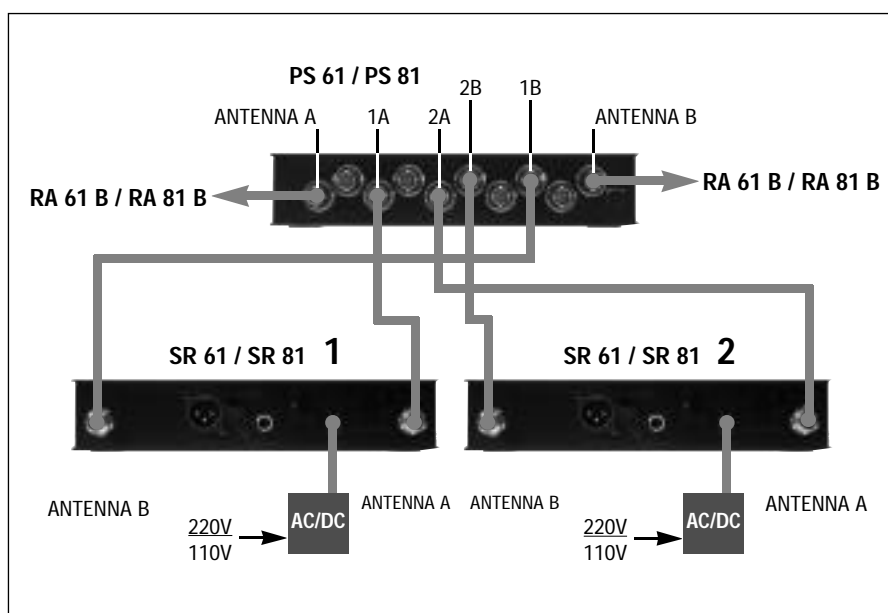 PS 61 / PS 81
2B
1B
ANTENNA A
1A
2A
ANTENNA B
RA 61 B / RA 81 B
RA 61 B / RA 81 B
SR 61 / SR 81 1
SR 61 / SR 81 2
ANTENNA B
AC/DC
ANTENNA A
220V
110V
ANTENNA B
AC/DC
ANTENNA A
220V
110V